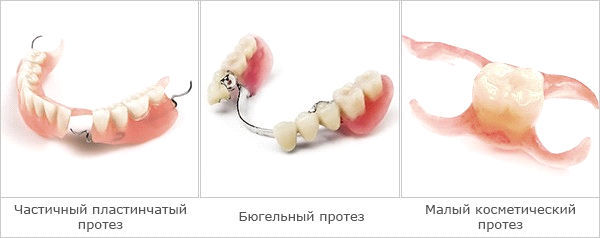 Частичный пластинчатый
протез
Бюгельный протез
Малый косметический
протез